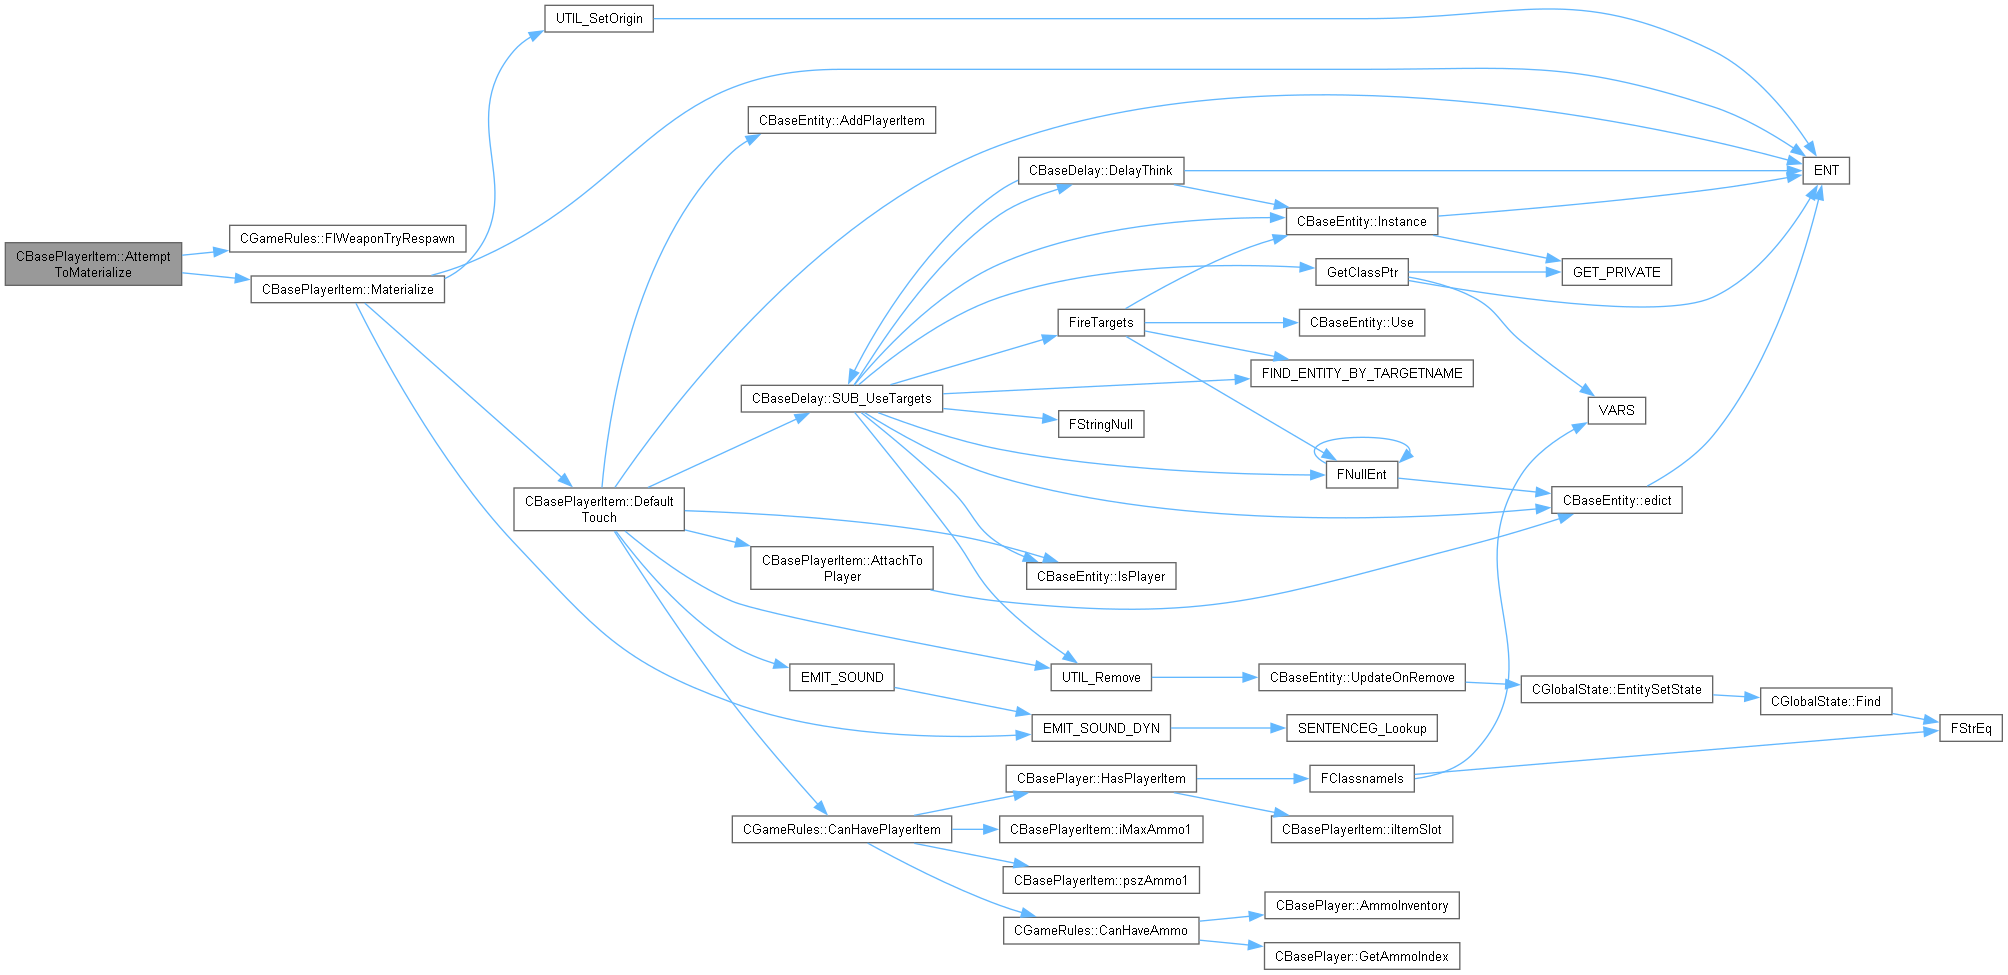 UTIL_SetOrigin
CBaseEntity::AddPlayerItem
CBaseDelay::DelayThink
ENT
CBaseEntity::Instance
CGameRules::FlWeaponTryRespawn
CBasePlayerItem::Attempt
ToMaterialize
CBasePlayerItem::Materialize
GetClassPtr
GET_PRIVATE
FireTargets
CBaseEntity::Use
FIND_ENTITY_BY_TARGETNAME
CBaseDelay::SUB_UseTargets
VARS
FStringNull
FNullEnt
CBaseEntity::edict
CBasePlayerItem::Default
Touch
CBasePlayerItem::AttachTo
Player
CBaseEntity::IsPlayer
EMIT_SOUND
UTIL_Remove
CBaseEntity::UpdateOnRemove
CGlobalState::EntitySetState
CGlobalState::Find
FStrEq
EMIT_SOUND_DYN
SENTENCEG_Lookup
CBasePlayer::HasPlayerItem
FClassnameIs
CGameRules::CanHavePlayerItem
CBasePlayerItem::iMaxAmmo1
CBasePlayerItem::iItemSlot
CBasePlayerItem::pszAmmo1
CGameRules::CanHaveAmmo
CBasePlayer::AmmoInventory
CBasePlayer::GetAmmoIndex